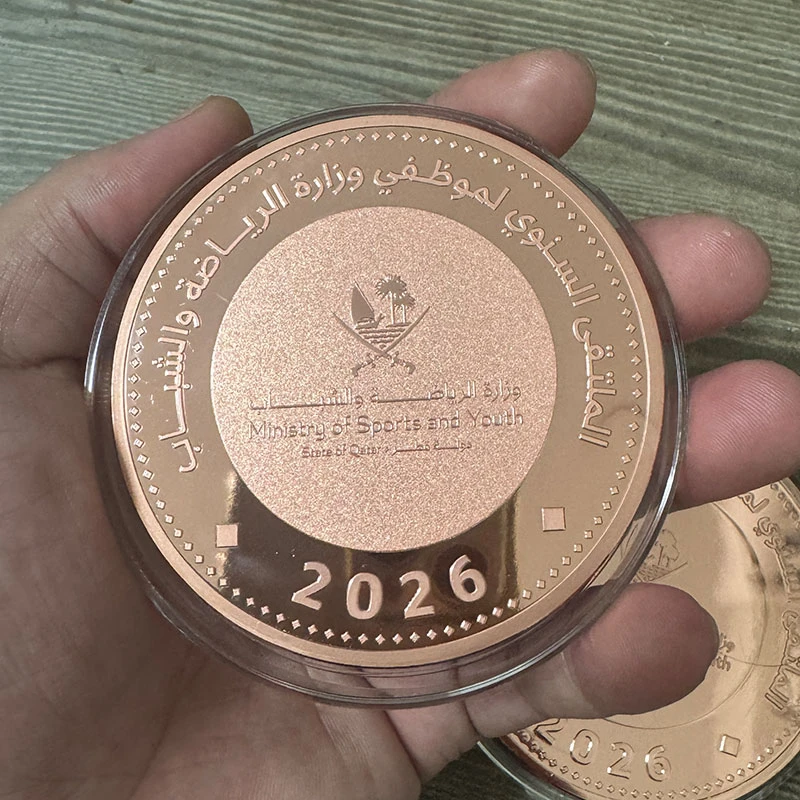 الملتقى السنوي لموظفي وزارة الرياضة والشباب
وزارة الرياضة والشباب
Ministry of Sports and Youth
State of Qatar • دولة قطر
2026
2026